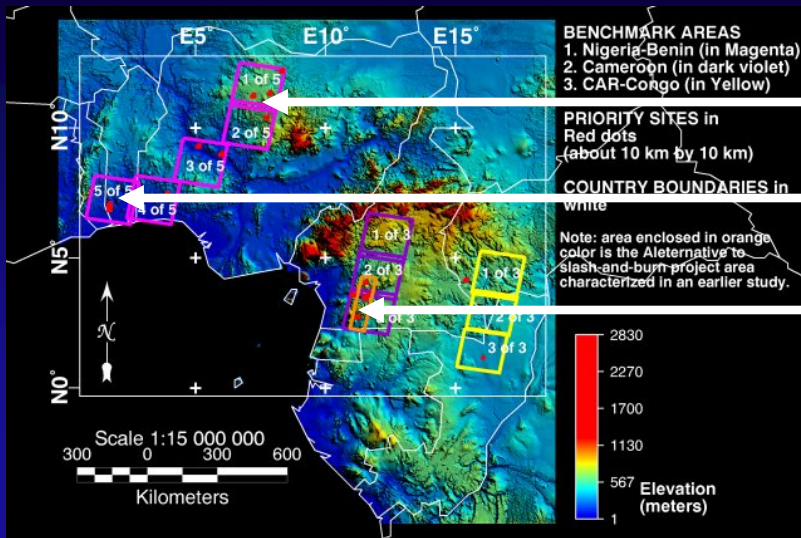 E5°
E10°
E15°
N10°
N5°
N0°
1 of 5
2 of 5
3 of 5
5 of 5
4 of 5
1 of 3
2 of 3
3 of 3
1 of 3
2 of 3
3 of 3
N
Scale 1:15 000 000
300 0 300 600
Kilometers
BENCHMARK AREAS
1. Nigeria-Benin (in Magenta)
2. Cameroon (in dark violet)
3. CAR-Congo (in Yellow)
PRIORITY SITES in
Red dots
(about 10 km by 10 km)
COUNTRY BOUNDARIES in
white
Note: area enclosed in orange
color is the Aleternative to
slash-and-burn project area
characterized in an earlier study.
2830
2270
1700
1130
567
1
Elevation
(meters)